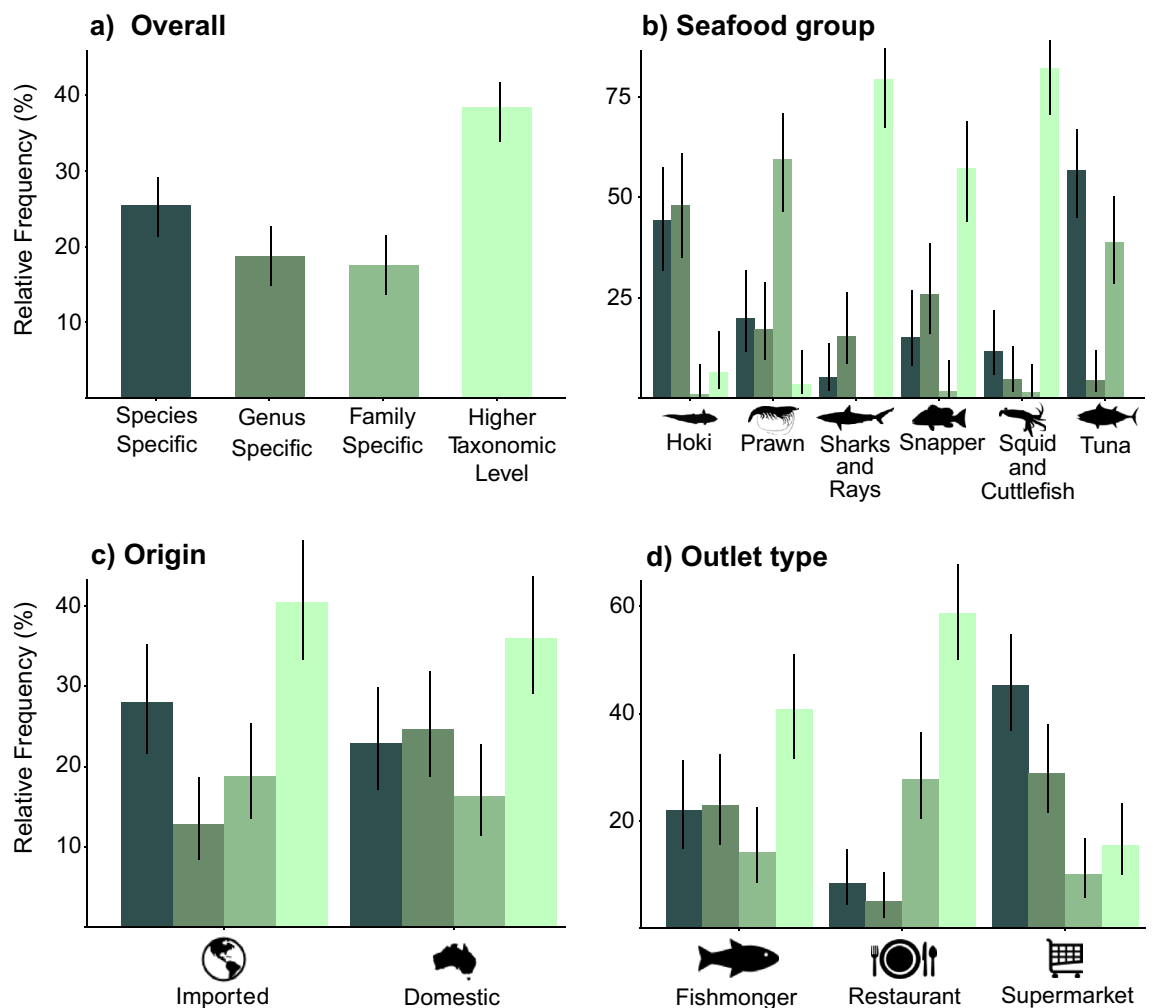 a) Overall
Relative Frequency (%)
40
30
20
10
Species
Specific
Genus
Specific
Family
Specific
Higher
Taxonomic
Level
b) Seafood group
75
50
25
Hoki
Prawn
Sharks
and
Rays
Snapper
Squid
and
Cuttlefish
Tuna
c) Origin
Relative Frequency (%)
40
30
20
10
Imported
Domestic
d) Outlet type
60
40
20
Fishmonger
Restaurant
Supermarket